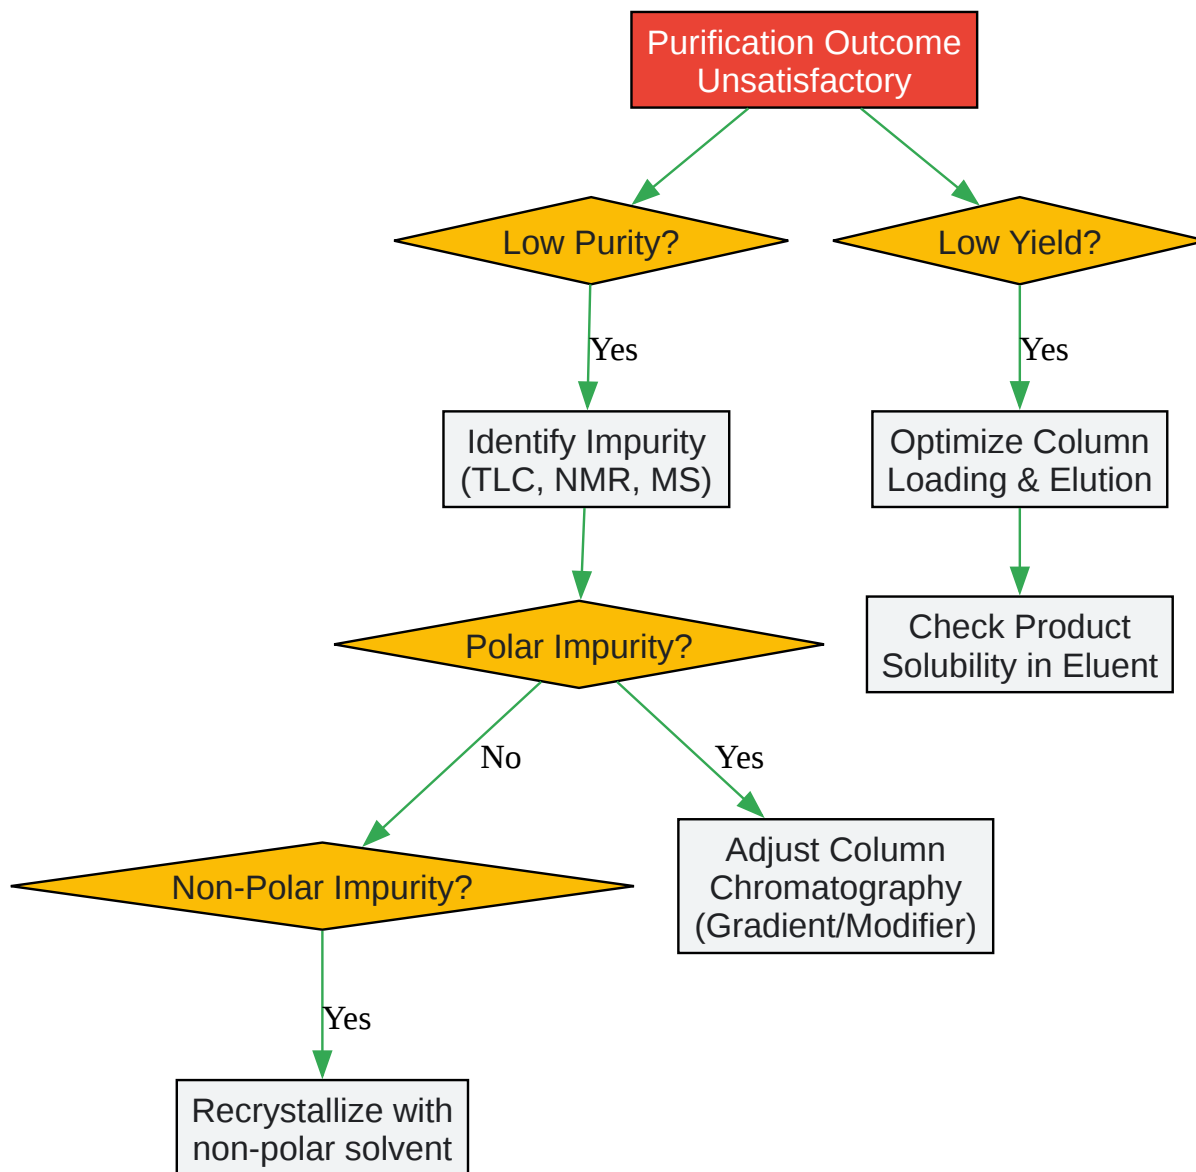 Purification Outcome
Unsatisfactory
Low Purity?
Low Yield?
Yes
Yes
Identify Impurity
(TLC, NMR, MS)
Optimize Column
Loading & Elution
Polar Impurity?
Check Product
Solubility in Eluent
No
Yes
Non-Polar Impurity?
Adjust Column
Chromatography
(Gradient/Modifier)
Yes
Recrystallize with
non-polar solvent